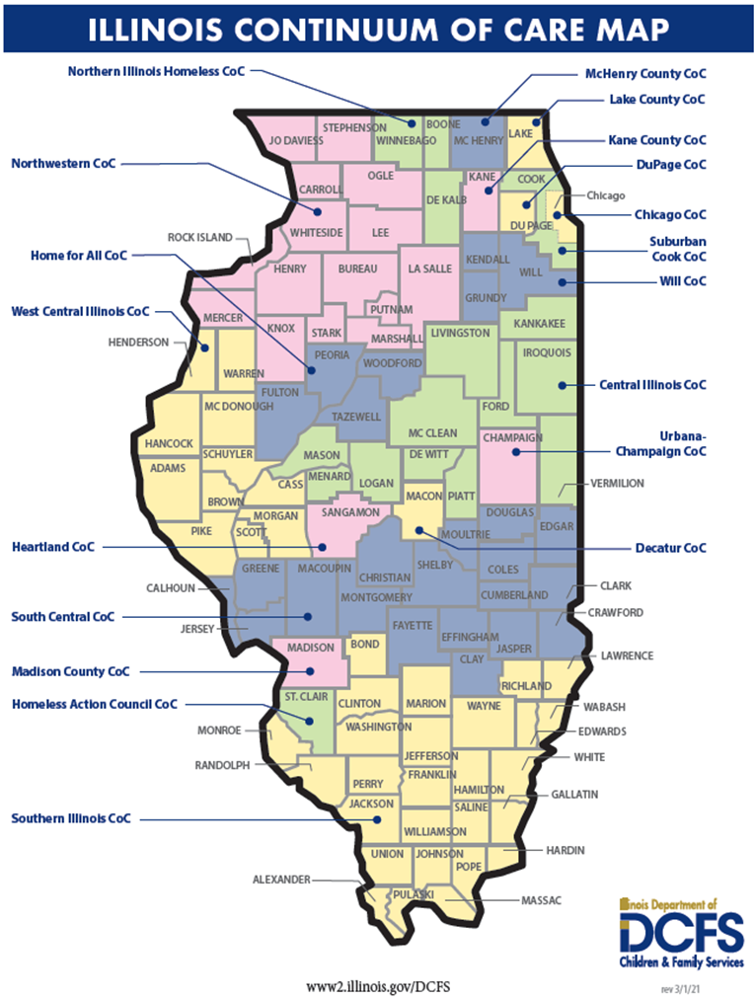 ILLINOIS CONTINUUM OF CARE MAP
Northern Illinois Homeless CoC
McHenry County CoC
Lake County CoC
Kane County CoC
DuPage CoC
Chicago
Chicago CoC
Suburban
Cook CoC
Will CoC
Central Illinois CoC
Urbana-
Champaign CoC
VERMILION
Decatur CoC
CLARK
CRAWFORD
LAWRENCE
WABASH
EDWARDS
WHITE
GALLATIN
HARDIN
MASSAC
Northwestern CoC
ROCK ISLAND
Home for All CoC
West Central Illinois CoC
HENDERSON
Heartland CoC
CALHOUN
South Central CoC
JERSEY
Madison County CoC
Homeless Action Council CoC
MONROE
RANDOLPH
Southern Illinois CoC
ALEXANDER
JO DAVIESS
STEPHENSON
WINNEBAGO
BOONE
MC HENRY
LAKE
CARROLL
OGLE
DE KALB
KANE
COOK
DU PAGE
WHITESIDE
LEE
HENRY
BUREAU
LA SALLE
KENDALL
WILL
GRUNDY
MERCER
PUTNAM
KNOX
STARK
MARSHALL
LIVINGSTON
KANKAKEE
IROQUOIS
WARREN
PEORIA
WOODFORD
FULTON
MC DONOUGH
TAZEWELL
FORD
MC CLEAN
CHAMPAIGN
HANCOCK
SCHUYLER
MASON
DE WITT
ADAMS
CASS
MENARD
LOGAN
MACON
PIATT
BROWN
MORGAN
SANGAMON
DOUGLAS
EDGAR
PIKE
SCOTT
MOULTRIE
GREENE
MACOUPIN
CHRISTIAN
SHELBY
COLES
MONTGOMERY
CUMBERLAND
FAYETTE
EFFINGHAM
JASPER
MADISON
BOND
CLAY
RICHLAND
ST. CLAIR
CLINTON
MARION
WAYNE
WASHINGTON
JEFFERSON
PERRY
FRANKLIN
HAMILTON
JACKSON
SALINE
WILLIAMSON
UNION
JOHNSON
POPE
PULASKI
Illinois Department of
DCFS
Children & Family Services
www2.illinois.gov/DCFS
rev 3/1/21